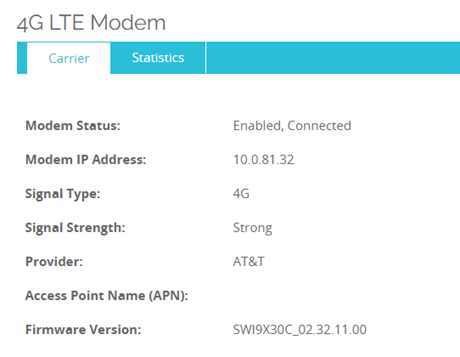 4G LTE Modem
Carrier Statistics
Modem Status: Enabled, Connected
Modem IP Address: 10.0.81.32
Signal Type: 4G
Signal Strength: Strong
Provider: AT&T
Access Point Name (APN):
Firmware Version: SWI9X30C_02.32.11.00